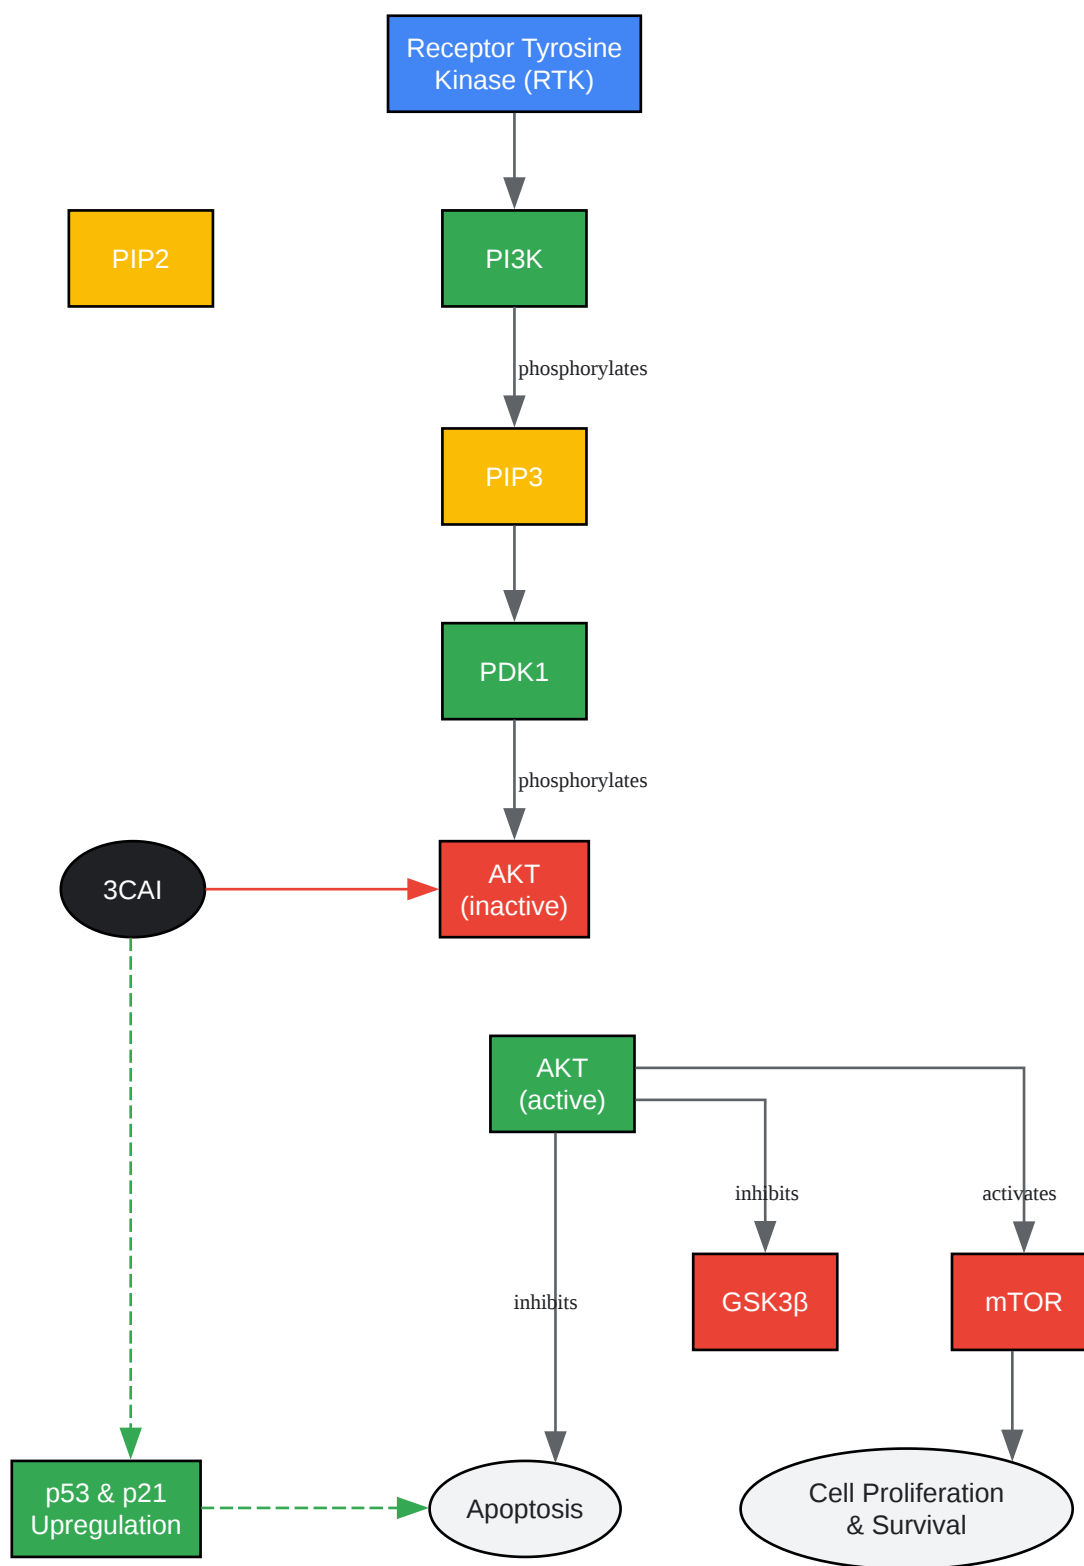 Receptor Tyrosine
Kinase (RTK)
PIP2
PI3K
phosphorylates
PIP3
PDK1
phosphorylates
3CAI
AKT
(inactive)
AKT
(active)
inhibits
activates
inhibits
GSK3β
mTOR
p53 & p21
Upregulation
Apoptosis
Cell Proliferation
& Survival